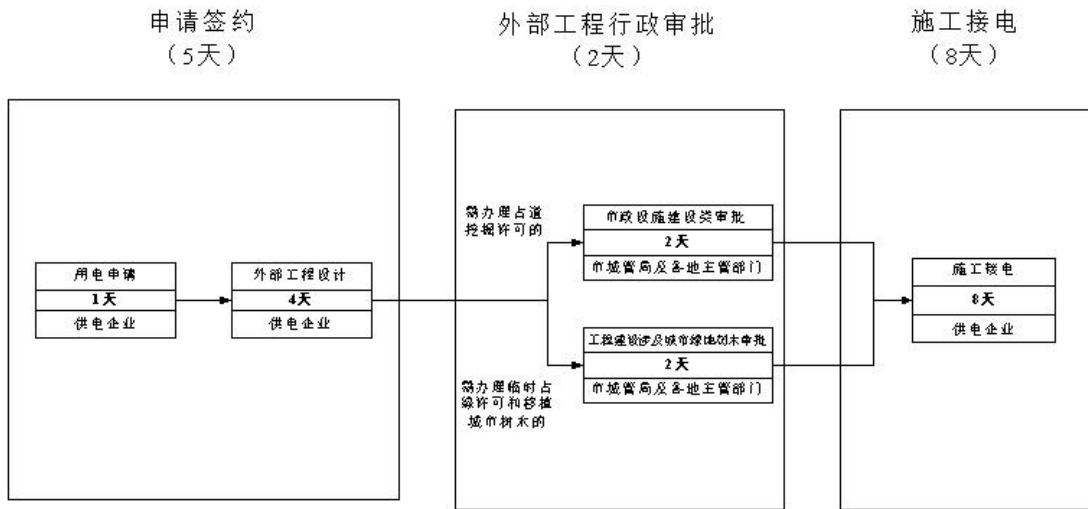 申请签约
（5天）
外部工程行政审批
（2天）
施工接电
（8天）
用电申请
1天
供电企业
外部工程设计
4天
供电企业
需办理占道
挖掘许可的
市政设施建设类审批
2天
市城管局及各地主管部门
工程建设涉及城市绿地树木审批
2天
市城管局及各地主管部门
需办理临时占
绿许可和移植
城市树木的
施工接电
8天
供电企业